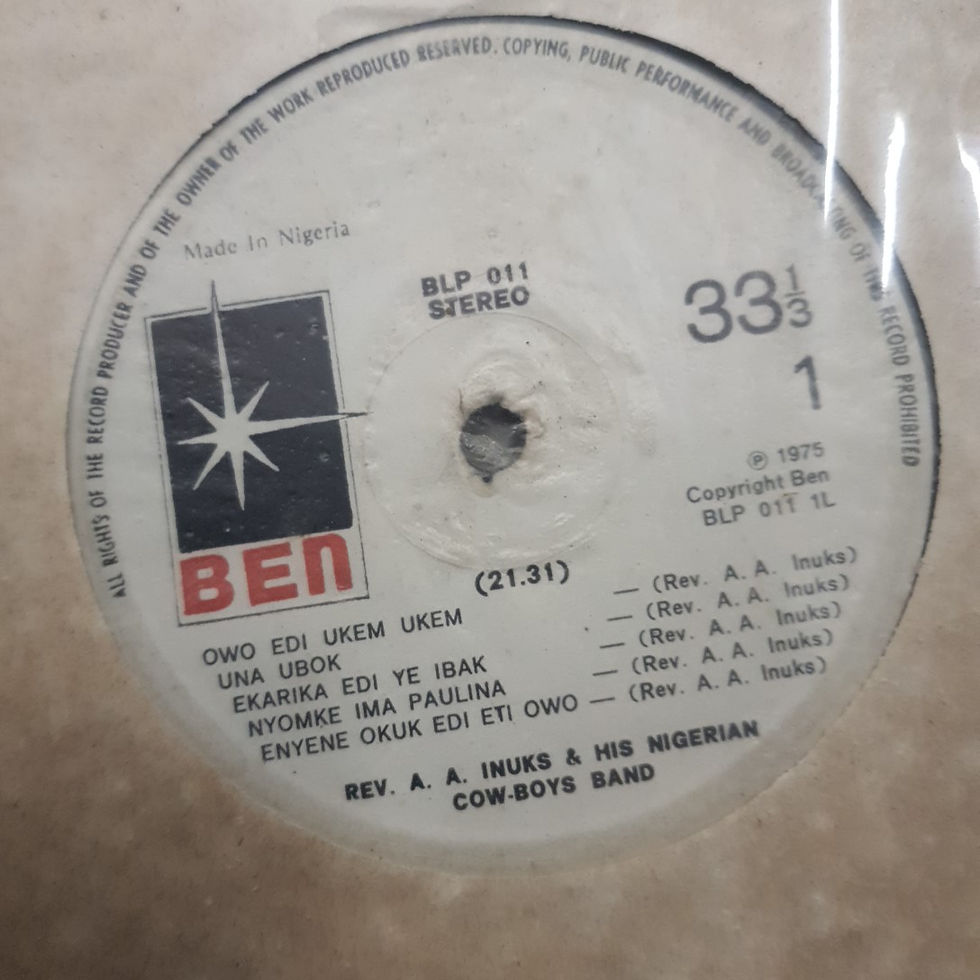 ALL RIGHTS OF THE RECORD PRODUCER AND OF THE OWNER OF THE WORK REPRODUCED RESERVED. COPYING, PUBLIC PERFORMANCE AND BROADCASTING OF THIS RECORD PROHIBITED
Made In Nigeria
BLP 011
STEREO
33 1/3
1
℗ 1975
Copyright Ben
BLP 011 1L
BEN
(21.31)
OWO EDI UKEM UKEM — (Rev. A. A. Inuks)
UNA UBOK — (Rev. A. A. Inuks)
EKARIKA EDI YE IBAK — (Rev. A. A. Inuks)
NYOMKE IMA PAULINA — (Rev. A. A. Inuks)
ENYENE OKUK EDI ETI OWO — (Rev. A. A. Inuks)
REV. A. A. INUKS & HIS NIGERIAN
COW-BOYS BAND